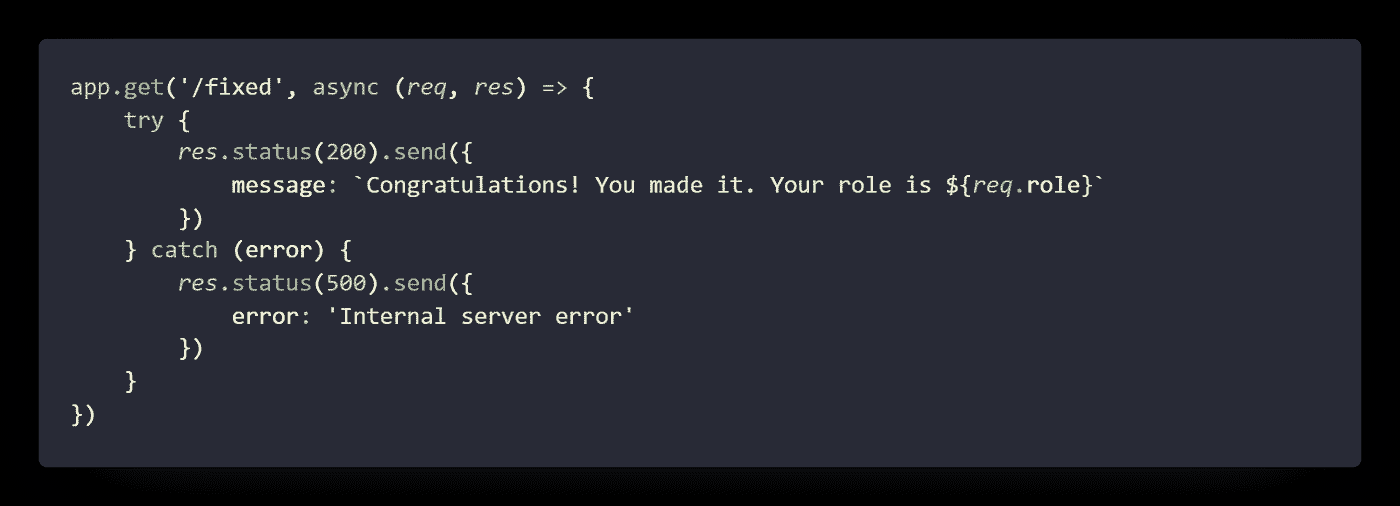 app.get('/fixed', async (req, res) => {
    try {
        res.status(200).send({
            message: `Congratulations! You made it. Your role is ${req.role}`
        })
    } catch (error) {
        res.status(500).send({
            error: 'Internal server error'
        })
    }
})